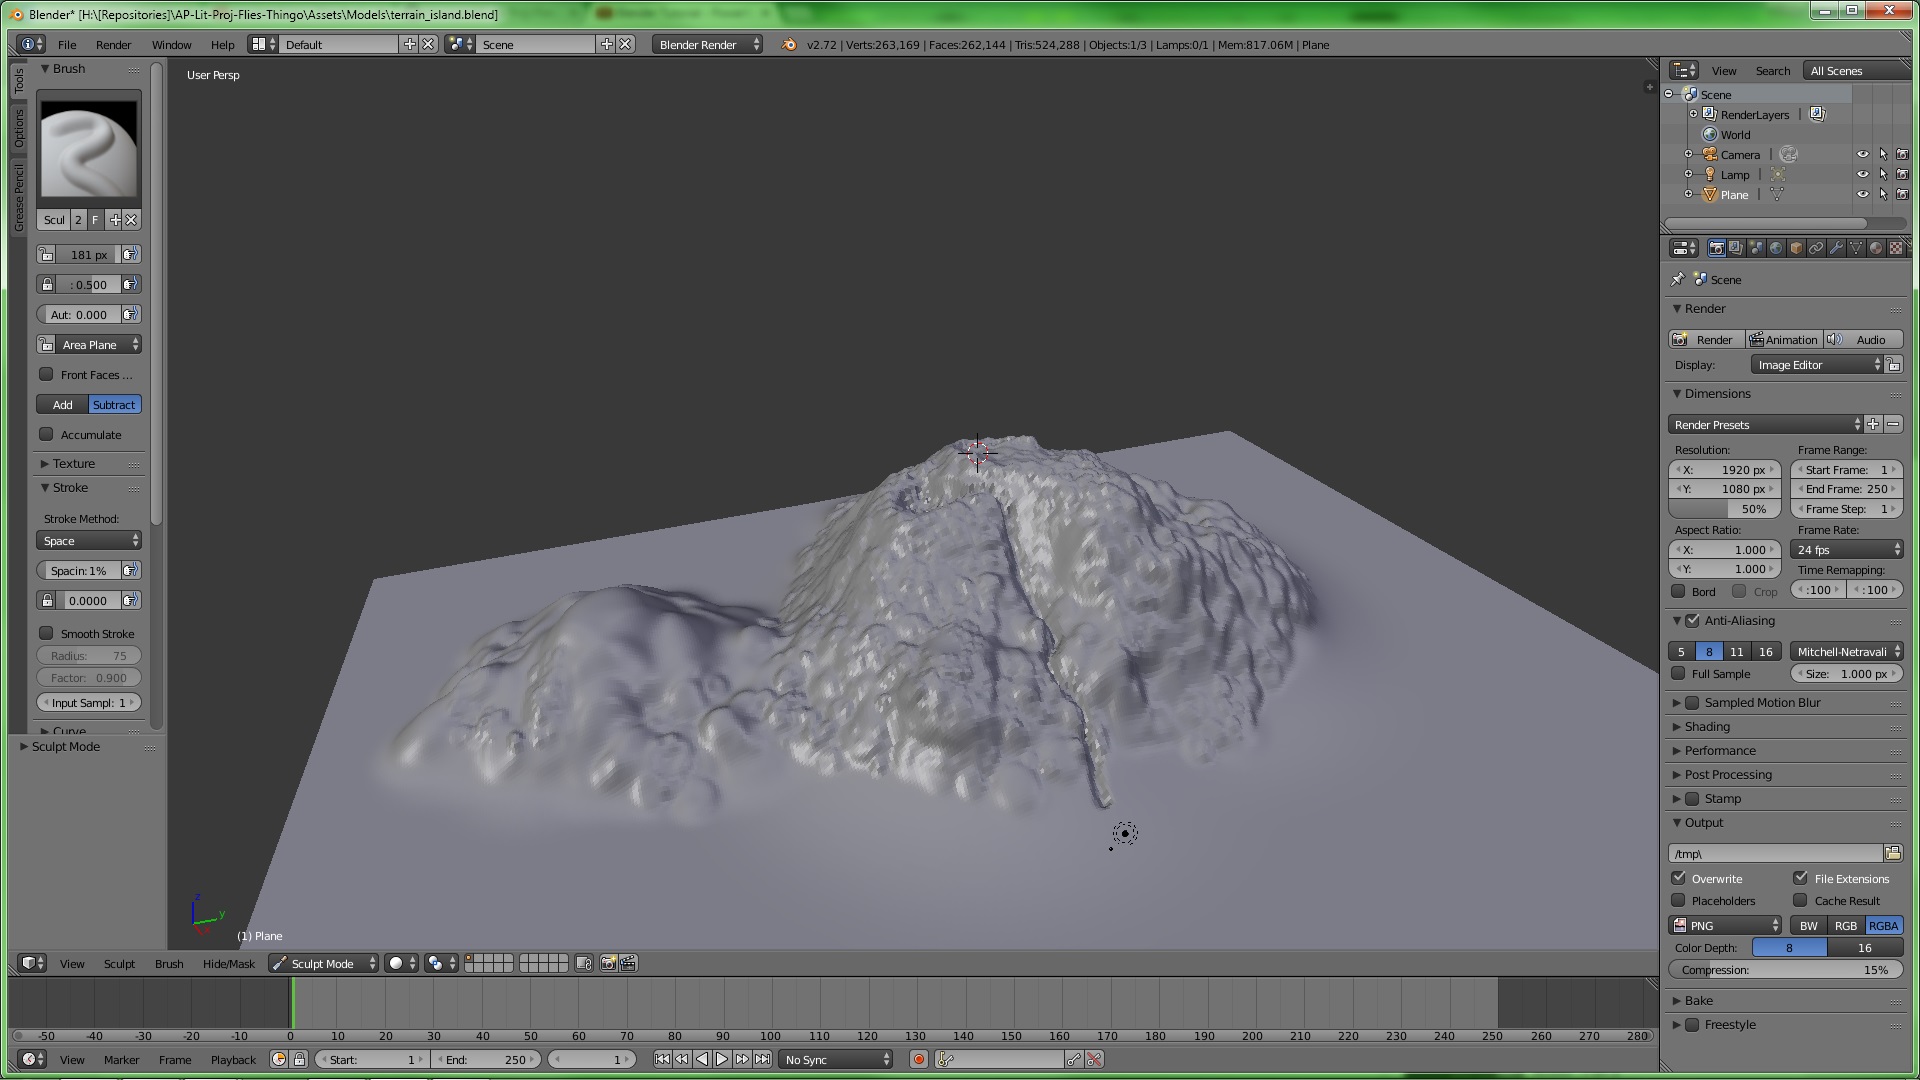 Blender* [H:\[Repositories]\AP-Lit-Proj-Flies-Thingo\Assets\Models\terrain_island.blend]
File Render Window Help Default Scene Blender Render v2.72 | Verts:263,169 | Faces:262,144 | Tris:524,288 | Objects:1/3 | Lamps:0/1 | Mem:817.06M | Plane
Tools
Options
Grease Pencil
Brush
Scul 2 F
181 px
: 0.500
Aut: 0.000
Area Plane
Front Faces ...
Add Subtract
Accumulate
Texture
Stroke
Stroke Method:
Space
Spacin: 1%
0.0000
Smooth Stroke
Radius: 75
Factor: 0.900
Input Sampl: 1
Curve
Sculpt Mode
User Persp
z
y
x
(1) Plane
View Sculpt Brush Hide/Mask Sculpt Mode
-50 -40 -30 -20 -10 0 10 20 30 40 50 60 70 80 90 100 110 120 130 140 150 160 170 180 190 200 210 220 230 240 250 260 270 280
View Marker Frame Playback Start: 1 End: 250 1 No Sync
View Search All Scenes
Scene
RenderLayers |
World
Camera |
Lamp |
Plane |
Scene
Render
Render Animation Audio
Display: Image Editor
Dimensions
Render Presets
Resolution: Frame Range:
X: 1920 px Start Frame: 1
Y: 1080 px End Frame: 250
50% Frame Step: 1
Aspect Ratio: Frame Rate:
X: 1.000 24 fps
Y: 1.000 Time Remapping:
Bord Crop :100 :100
Anti-Aliasing
5 8 11 16 Mitchell-Netravali
Full Sample Size: 1.000 px
Sampled Motion Blur
Shading
Performance
Post Processing
Stamp
Output
/tmp\
Overwrite File Extensions
Placeholders Cache Result
PNG BW RGB RGBA
Color Depth: 8 16
Compression: 15%
Bake
Freestyle